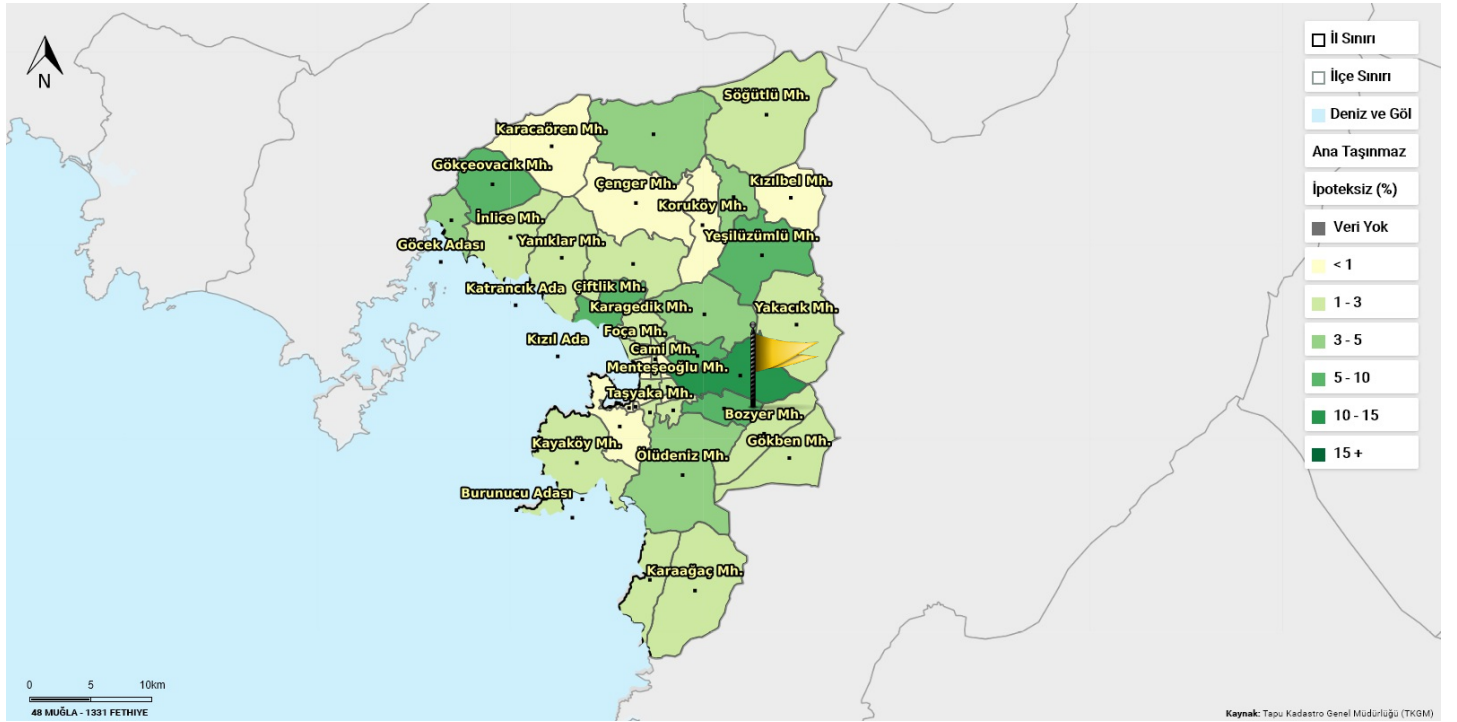 N
Söğütlü Mh.
Karacaören Mh.
Gökçeovacık Mh.
Çenger Mh.
Kızılbel Mh.
Koruköy Mh.
İnlice Mh.
Yanıklar Mh.
Yeşilüzümlü Mh.
Göcek Adası
Katrancık Ada
Çiftlik Mh.
Karagedik Mh.
Yakacık Mh.
Foça Mh.
Kızıl Ada
Cami Mh.
Menteşeoğlu Mh.
Taşyaka Mh.
Bozyer Mh.
Kayaköy Mh.
Gökben Mh.
Ölüdeniz Mh.
Burunucu Adası
Karaağaç Mh.
İl Sınırı
İlçe Sınırı
Deniz ve Göl
Ana Taşınmaz
İpoteksiz (%)
Veri Yok
< 1
1 - 3
3 - 5
5 - 10
10 - 15
15 +
0 5 10km
48 MUĞLA - 1331 FETHIYE
Kaynak: Tapu Kadastro Genel Müdürlüğü (TKGM)